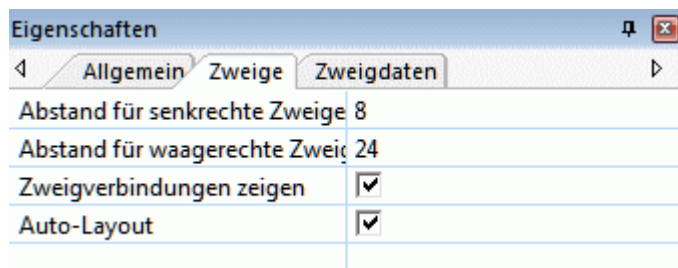 Eigenschaften
Allgemein Zweige Zweigdaten
Abstand für senkrechte Zweige 8
Abstand für waagerechte Zweig 24
Zweigverbindungen zeigen
Auto-Layout